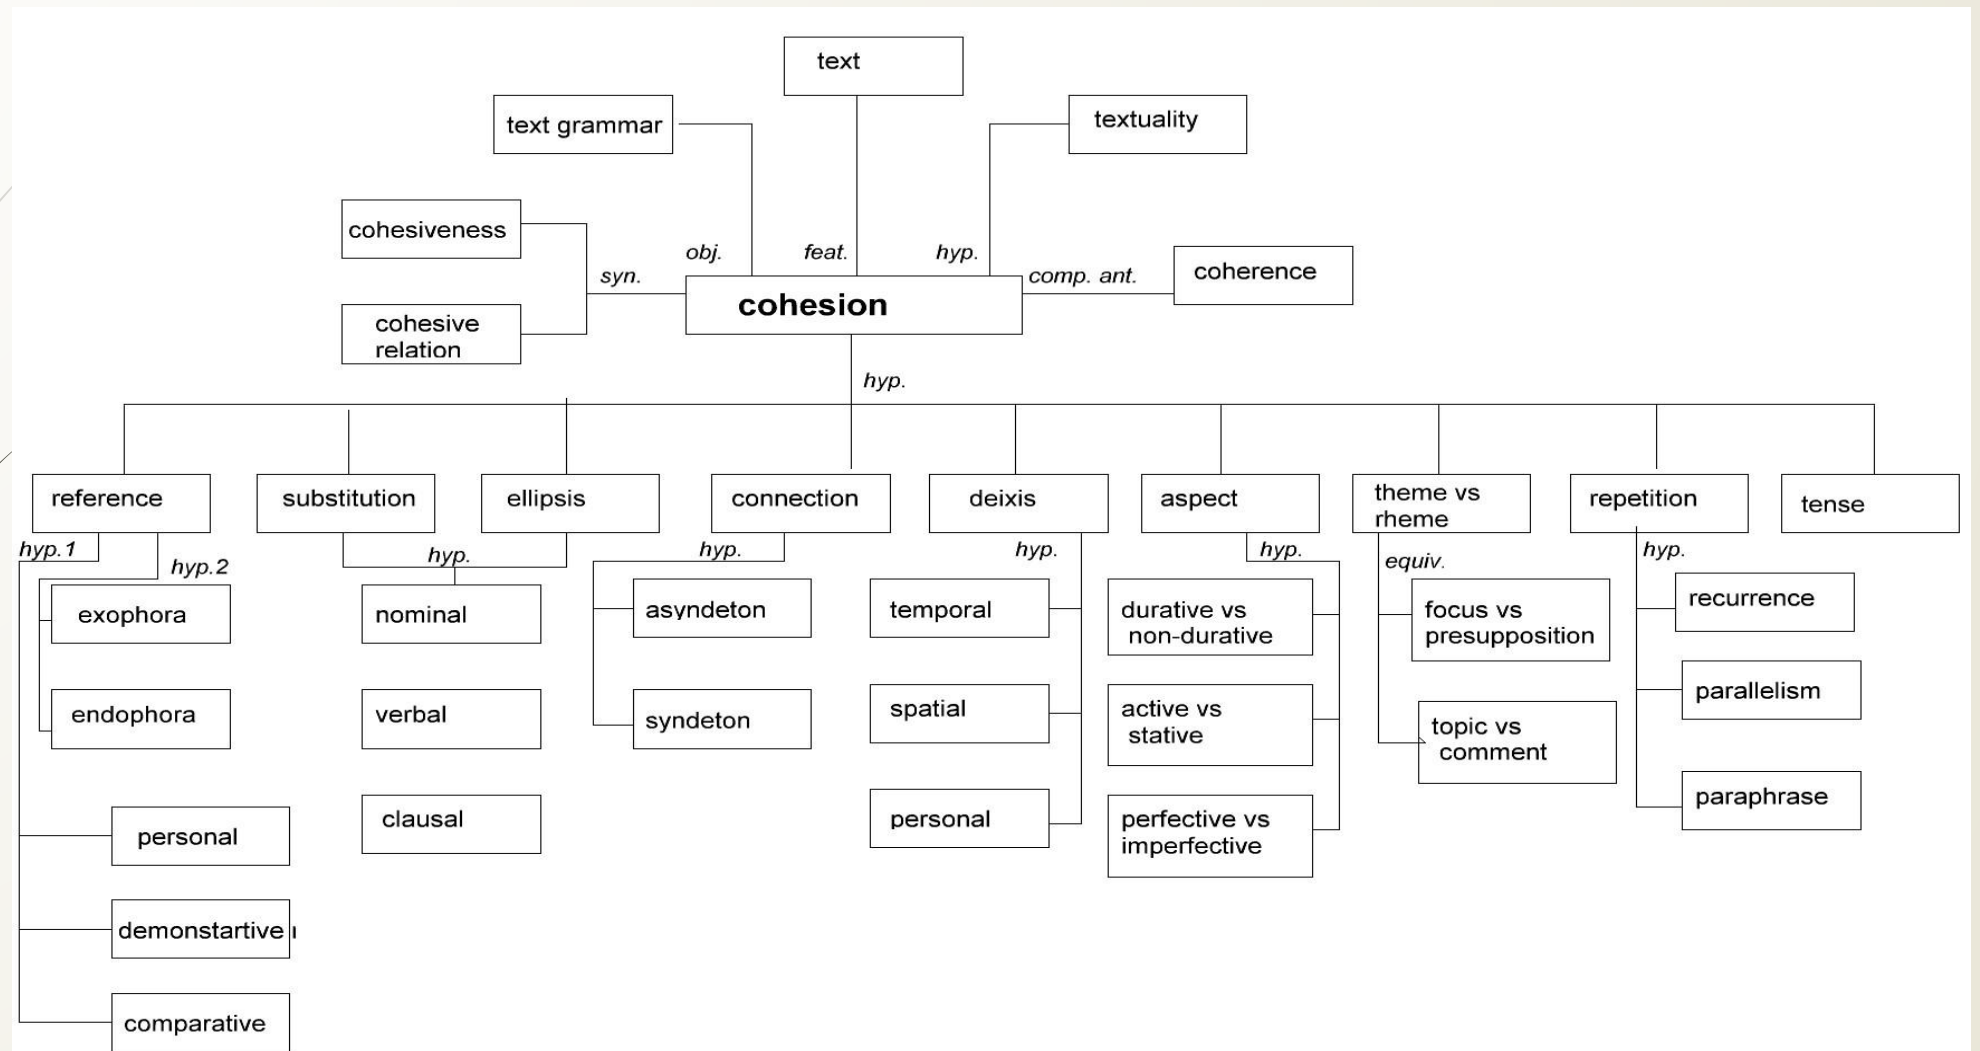 text
text grammar
textuality
cohesiveness
obj.
feat.
hyp.
syn.
comp. ant.
coherence
cohesion
cohesive
relation
hyp.
reference
substitution
ellipsis
connection
deixis
aspect
theme vs
rheme
repetition
tense
hyp.1
hyp.2
hyp.
hyp.
hyp.
hyp.
equiv.
hyp.
exophora
nominal
asyndeton
temporal
durative vs
non-durative
focus vs
presupposition
recurrence
endophora
verbal
syndeton
spatial
active vs
stative
topic vs
comment
parallelism
personal
clausal
personal
perfective vs
imperfective
paraphrase
demonstartive
comparative